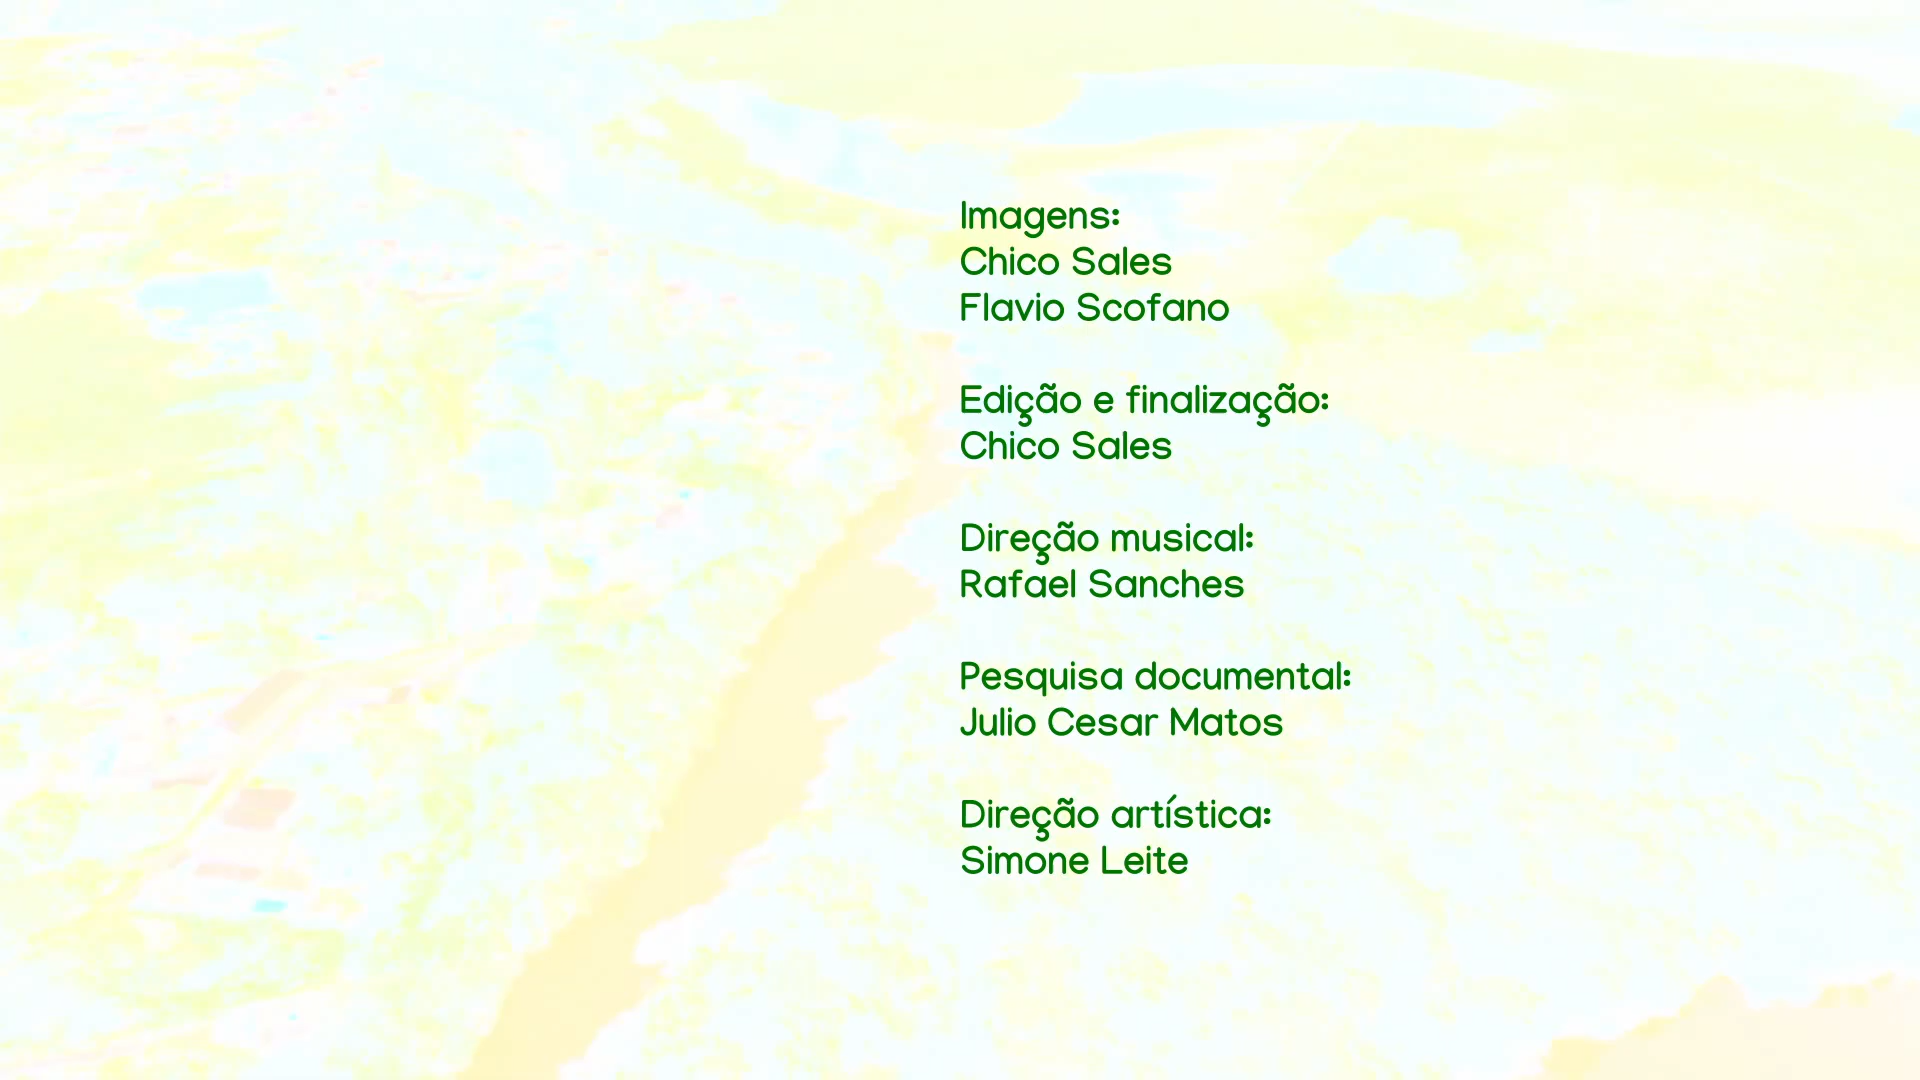 Imagens:
Chico Sales
Flavio Scofano
Edição e finalização:
Chico Sales
Direção musical:
Rafael Sanches
Pesquisa documental:
Julio Cesar Matos
Direção artística:
Simone Leite